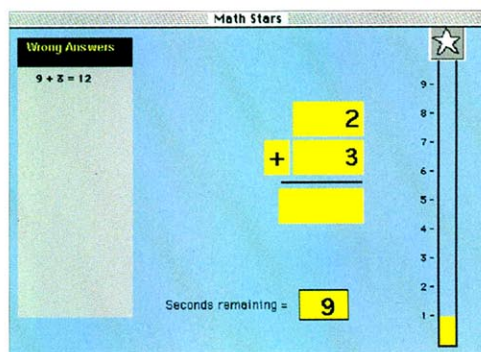 Math Stars
Wrong Answers
9 + 8 = 12
2
+ 3
Seconds remaining = 9
9-
8-
7-
6-
5-
4-
3-
2-
1-